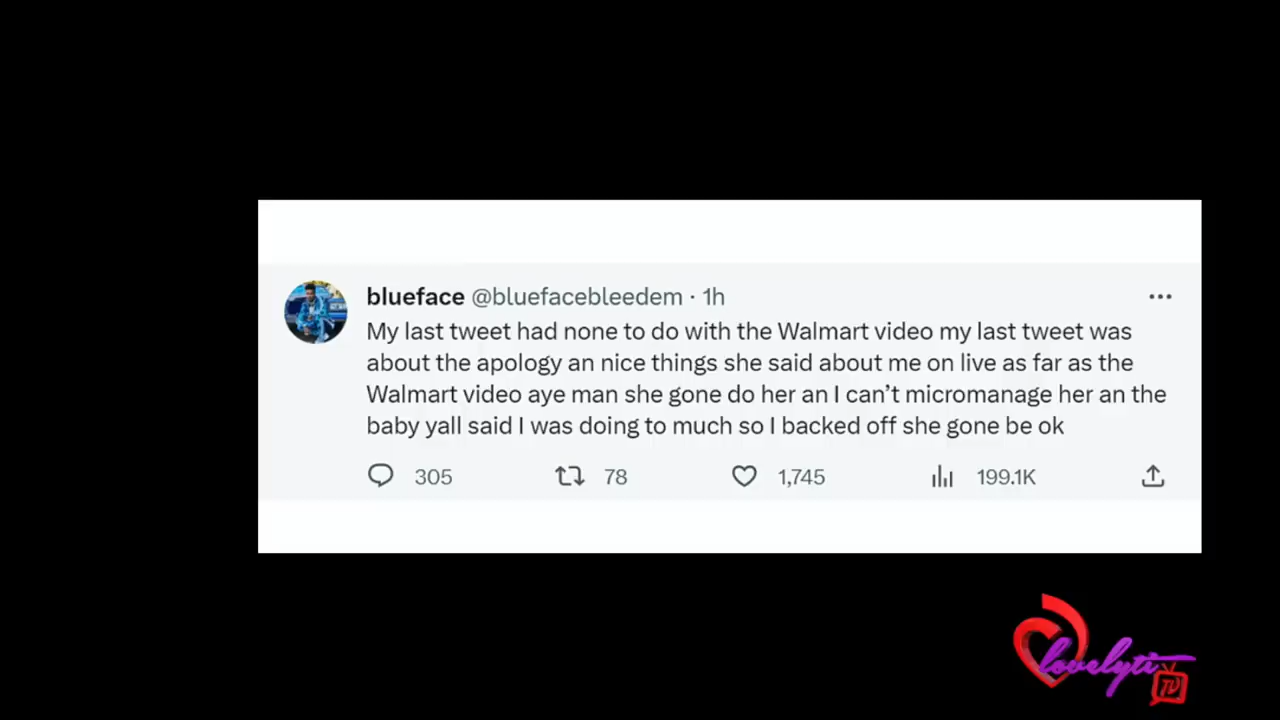 blueface @bluefacebleedem · 1h
My last tweet had none to do with the Walmart video my last tweet was
about the apology an nice things she said about me on live as far as the
Walmart video aye man she gone do her an I can’t micromanage her an the
baby yall said I was doing to much so I backed off she gone be ok
305 78 1,745 199.1K
lovelyti
TV